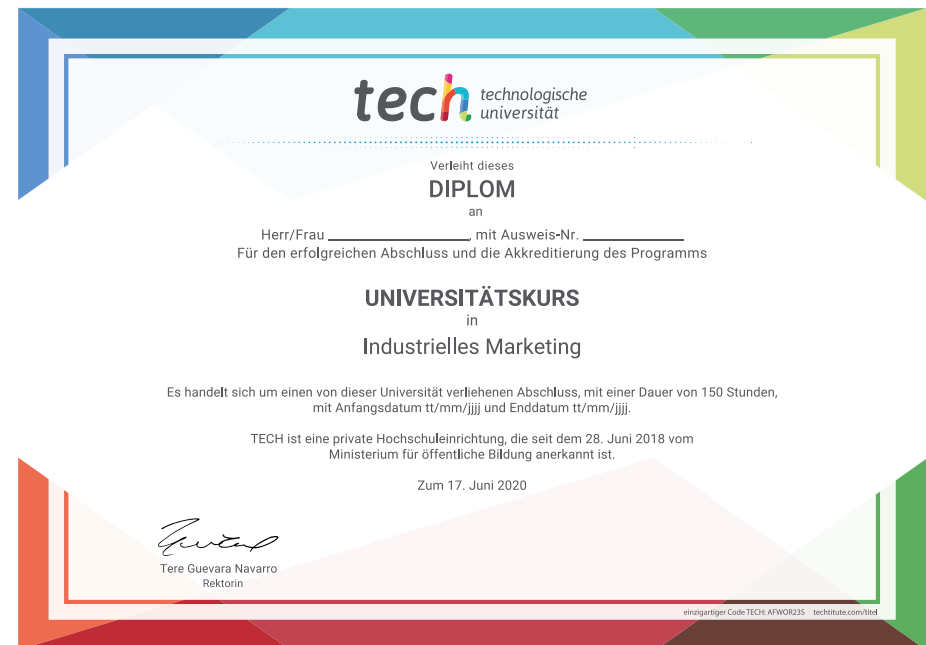 tech technologische
universität
Verleiht dieses
DIPLOM
an
Herr/Frau ____________________, mit Ausweis-Nr. ______________
Für den erfolgreichen Abschluss und die Akkreditierung des Programms
UNIVERSITÄTSKURS
in
Industrielles Marketing
Es handelt sich um einen von dieser Universität verliehenen Abschluss, mit einer Dauer von 150 Stunden,
mit Anfangsdatum tt/mm/jjjj und Enddatum tt/mm/jjjj.
TECH ist eine private Hochschuleinrichtung, die seit dem 28. Juni 2018 vom
Ministerium für öffentliche Bildung anerkannt ist.
Zum 17. Juni 2020
Tere Guevara Navarro
Rektorin
einzigartiger Code TECH: AFWOR23S techtitute.com/titel